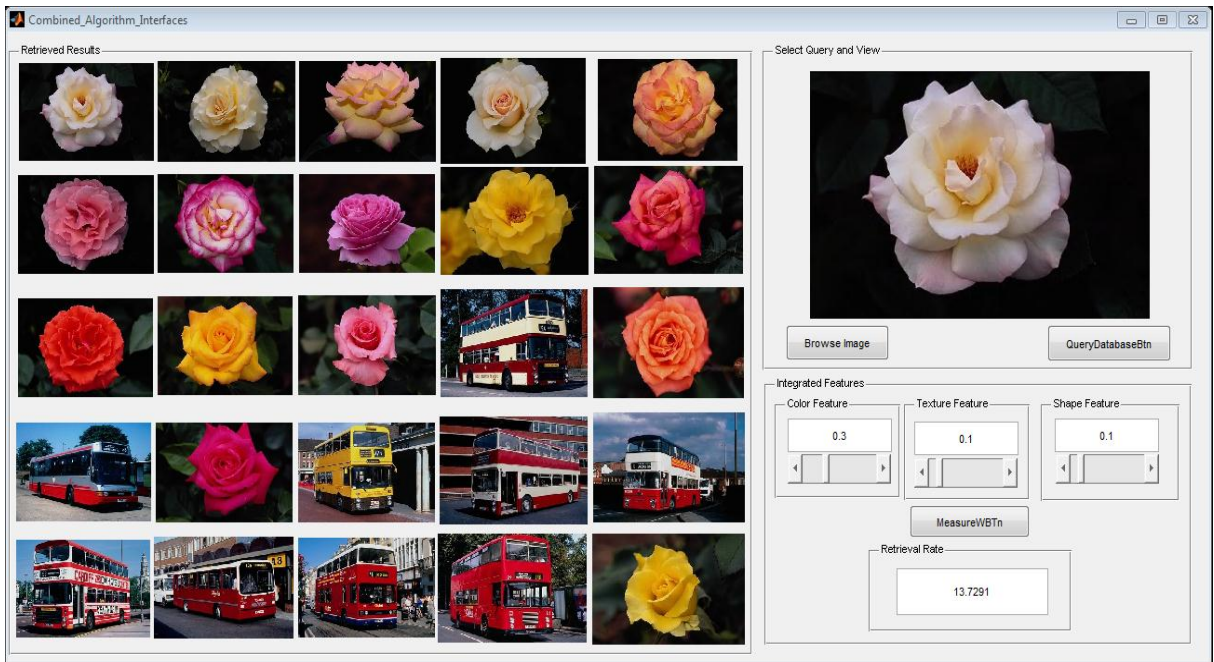 Combined_Algorithm_Interfaces
Retrieved Results
Select Query and View
Browse Image
QueryDatabaseBtn
Integrated Features
Color Feature
Texture Feature
Shape Feature
0.3
0.1
0.1
MeasureWBTn
Retrieval Rate
13.7291